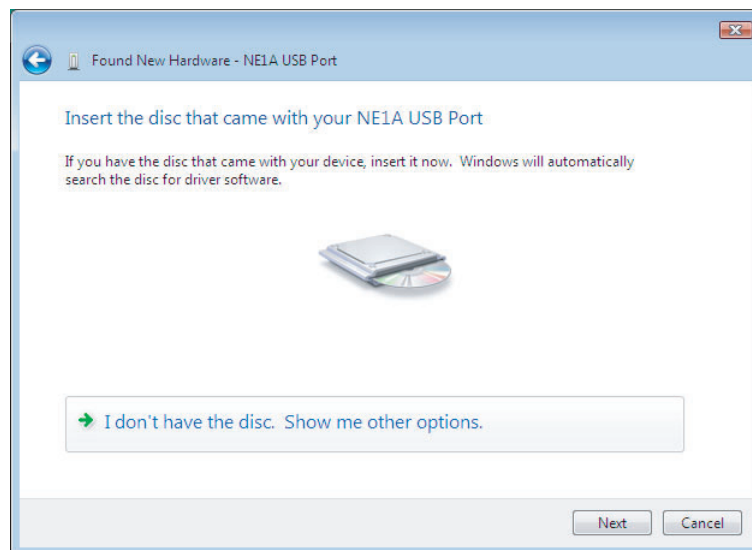 Found New Hardware - NE1A USB Port
Insert the disc that came with your NE1A USB Port
If you have the disc that came with your device, insert it now.  Windows will automatically
search the disc for driver software.
I don't have the disc.  Show me other options.
Next Cancel